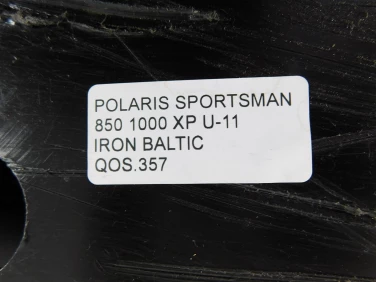 POLARIS SPORTSMAN
850 1000 XP U-11
IRON BALTIC
QOS.357